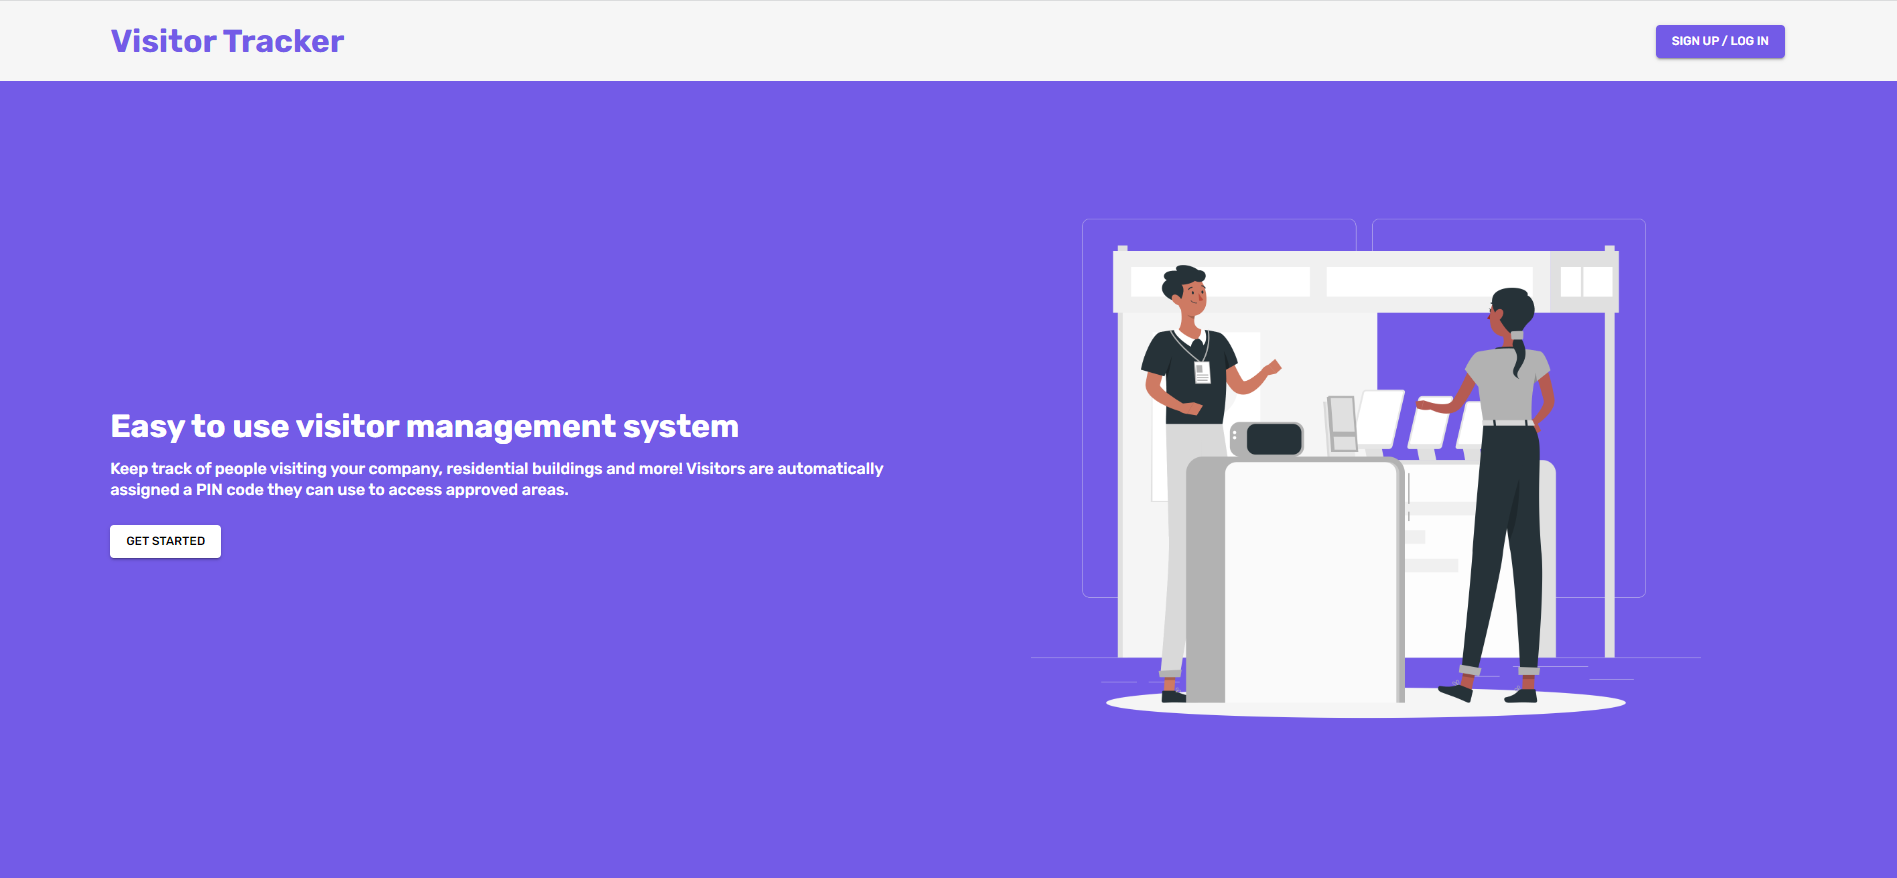 Visitor Tracker
SIGN UP / LOG IN
Easy to use visitor management system
Keep track of people visiting your company, residential buildings and more! Visitors are automatically
assigned a PIN code they can use to access approved areas.
GET STARTED